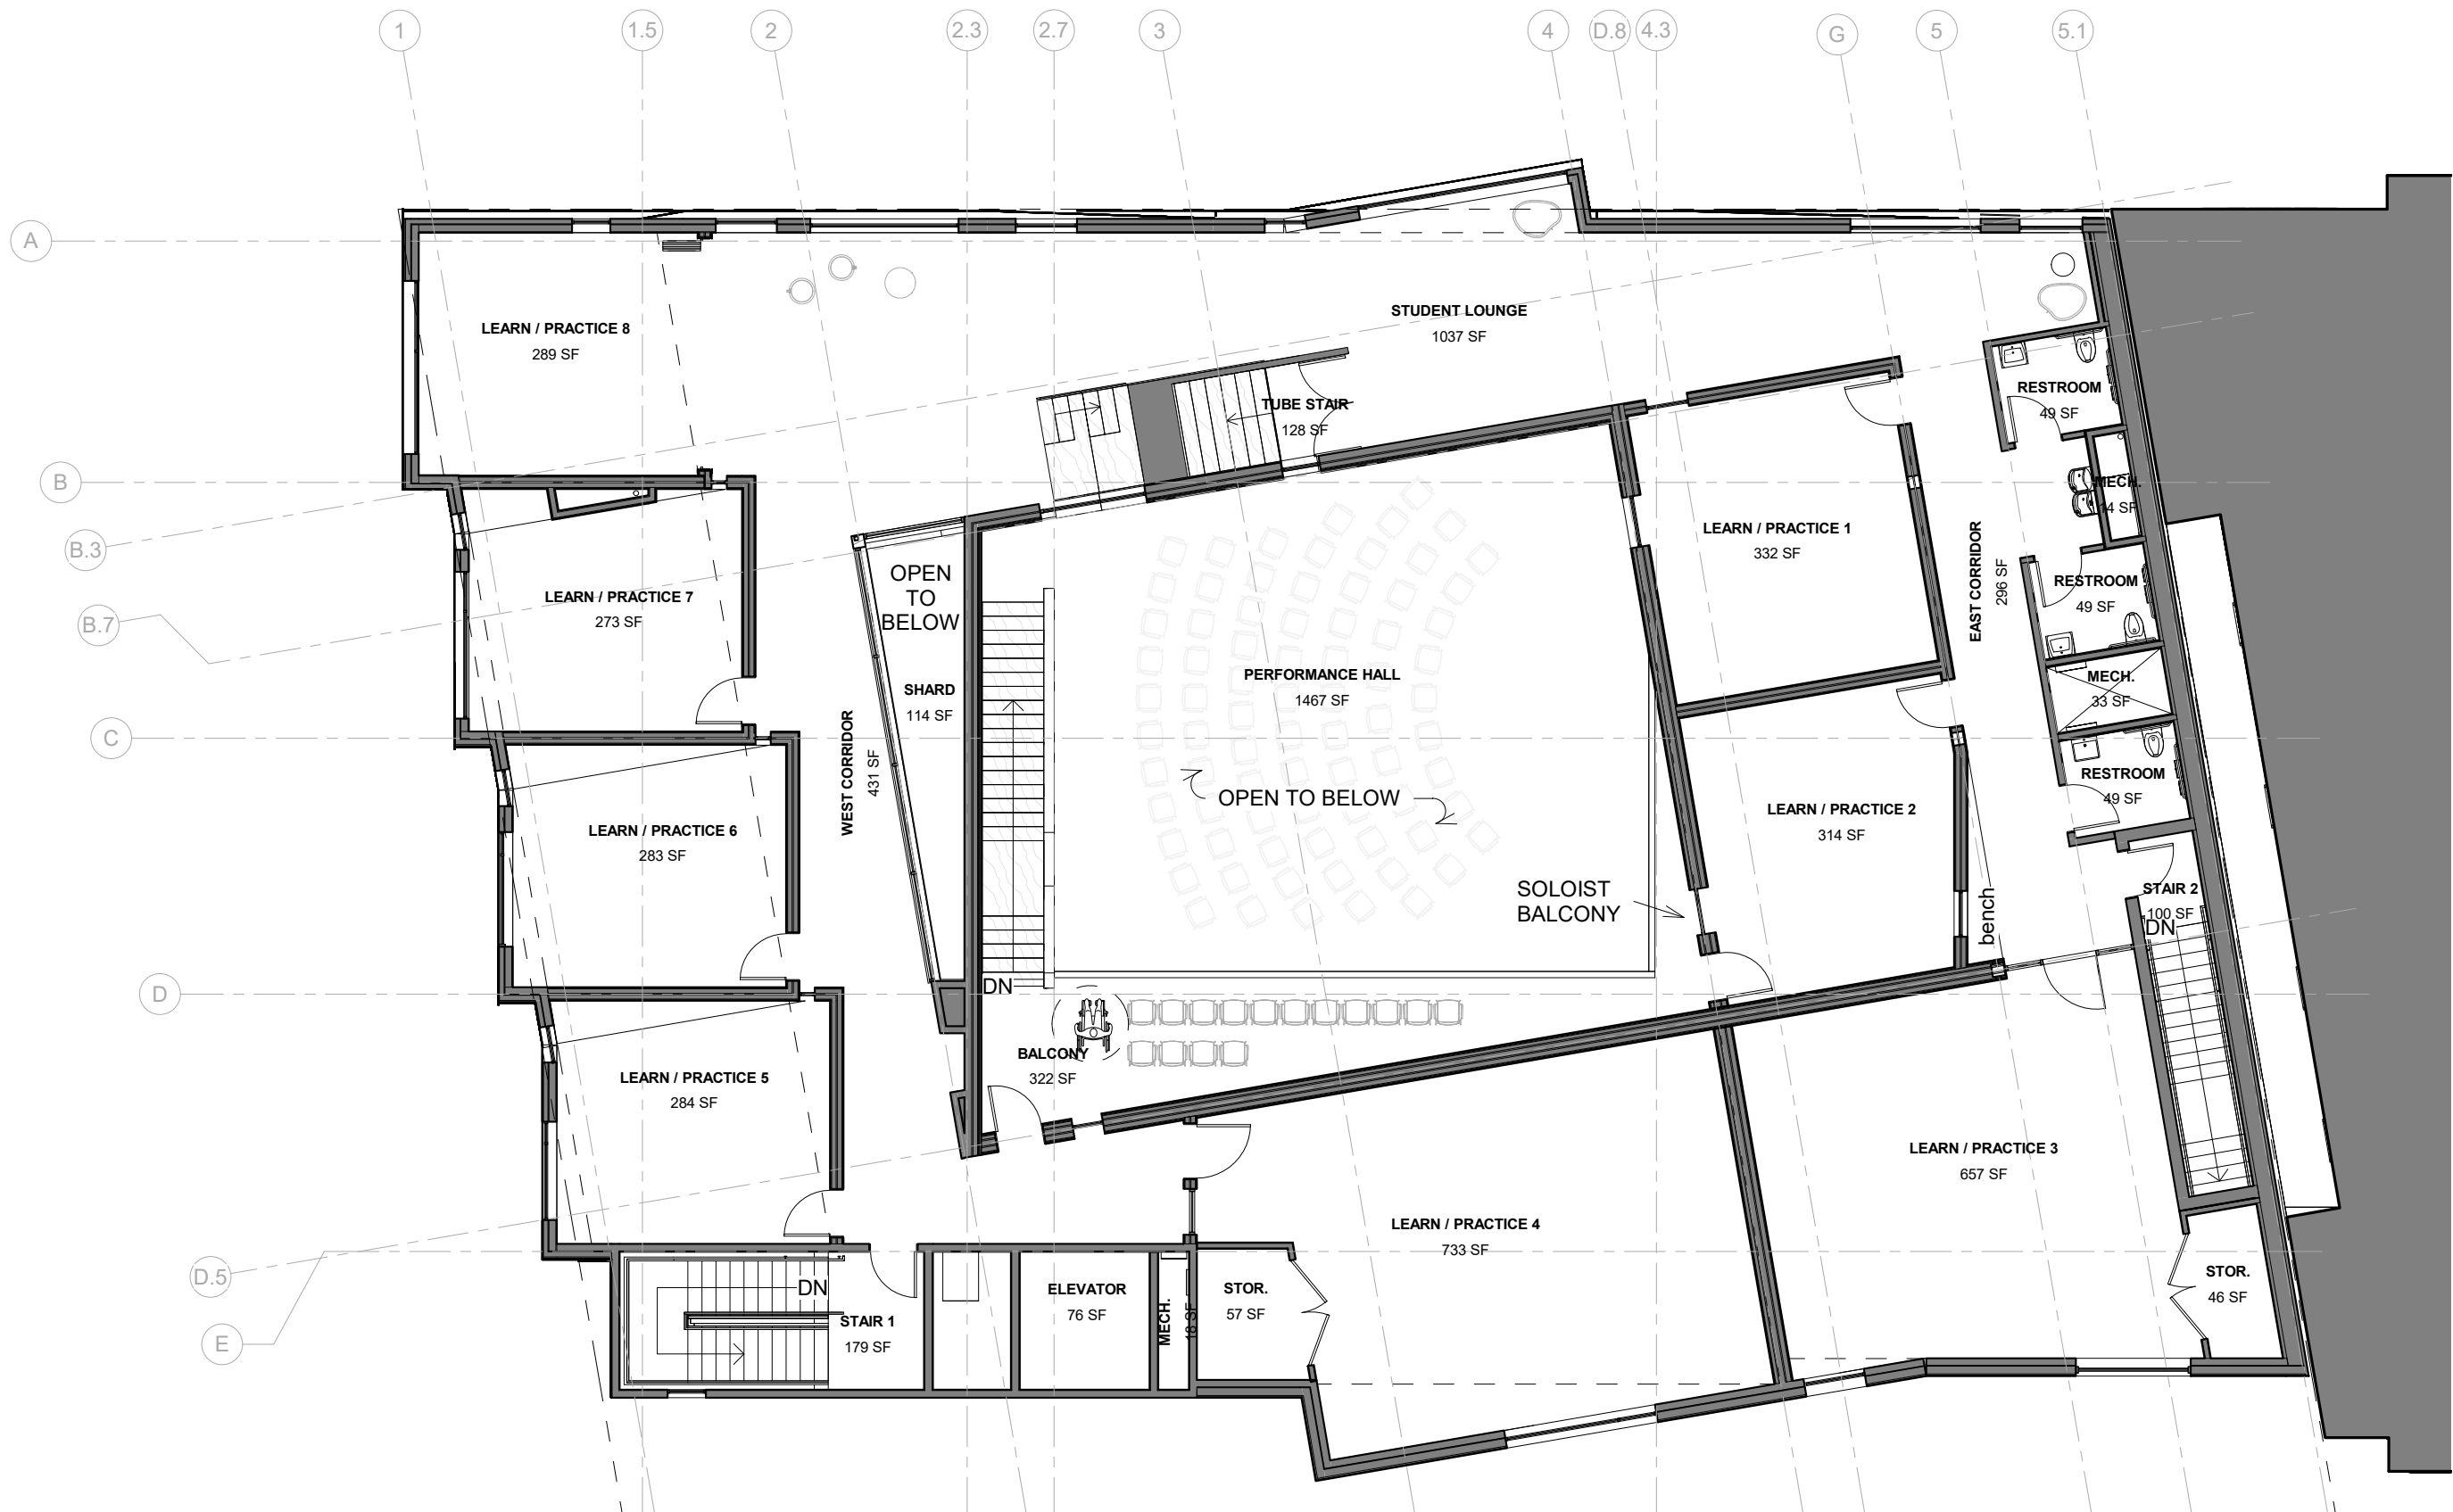 1
1.5
2
2.3
2.7
3
4
D.8
4.3
G
5
5.1
A
B
B.3
B.7
C
D
D.5
E
LEARN / PRACTICE 8
289 SF
STUDENT LOUNGE
1037 SF
TUBE STAIR
128 SF
RESTROOM
49 SF
MECH.
14 SF
LEARN / PRACTICE 1
332 SF
EAST CORRIDOR
296 SF
RESTROOM
49 SF
LEARN / PRACTICE 7
273 SF
OPEN
TO
BELOW
SHARD
114 SF
PERFORMANCE HALL
1467 SF
MECH.
33 SF
WEST CORRIDOR
431 SF
OPEN TO BELOW
RESTROOM
49 SF
LEARN / PRACTICE 6
283 SF
LEARN / PRACTICE 2
314 SF
SOLOIST
BALCONY
bench
STAIR 2
100 SF
DN
DN
BALCONY
322 SF
LEARN / PRACTICE 5
284 SF
LEARN / PRACTICE 3
657 SF
LEARN / PRACTICE 4
733 SF
DN
STAIR 1
179 SF
ELEVATOR
76 SF
MECH.
18 SF
STOR.
57 SF
STOR.
46 SF